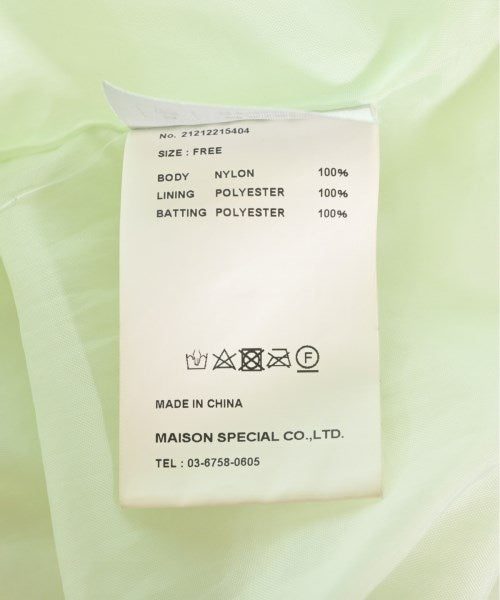 No. 21212215404
SIZE : FREE
BODY NYLON 100%
LINING POLYESTER 100%
BATTING POLYESTER 100%
F
MADE IN CHINA
MAISON SPECIAL CO.,LTD.
TEL : 03-6758-0605